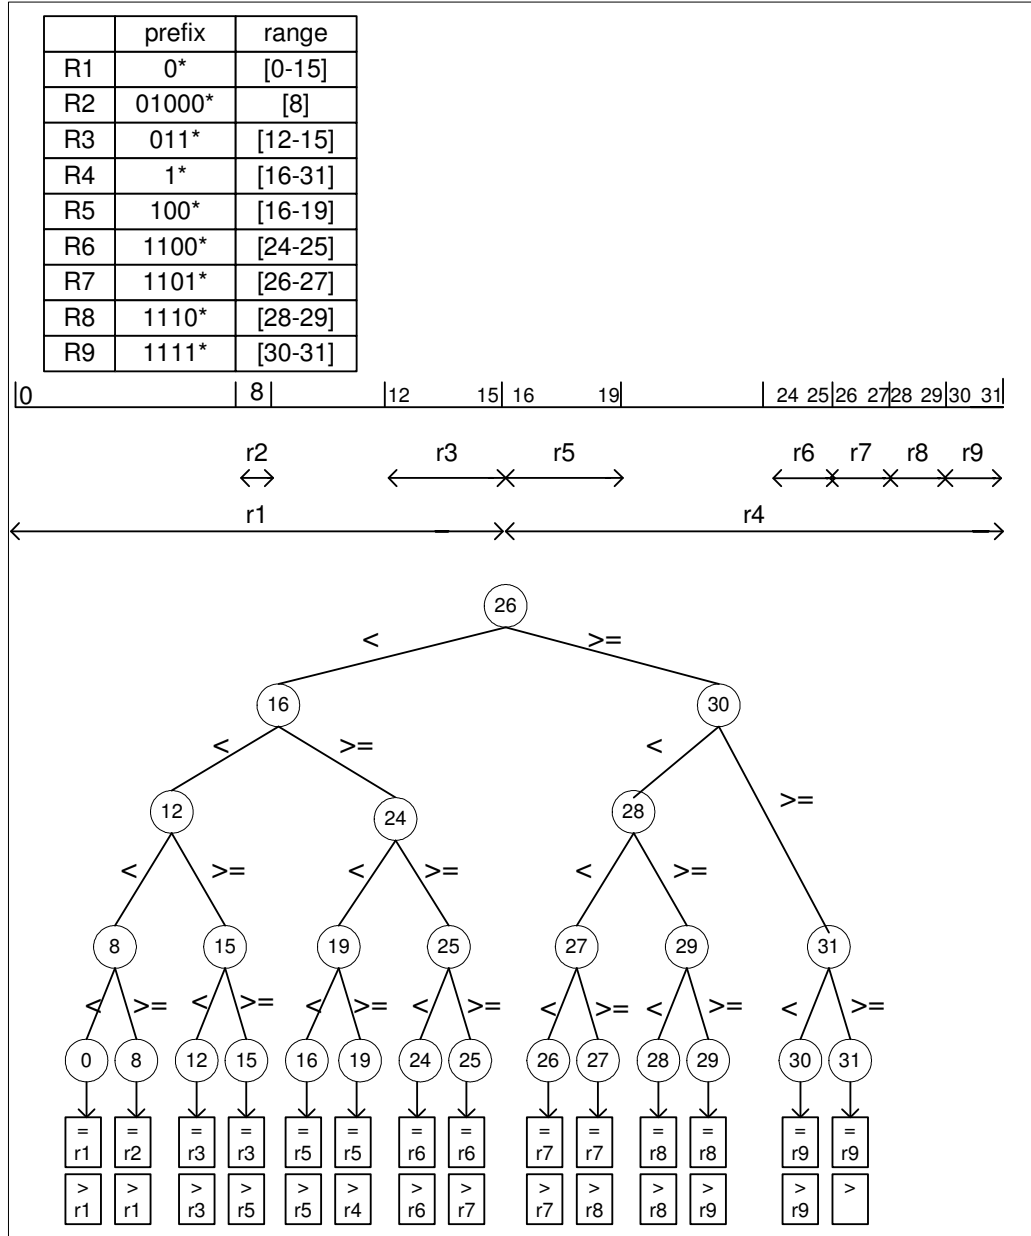 prefix range
R1 0* [0-15]
R2 01000* [8]
R3 011* [12-15]
R4 1* [16-31]
R5 100* [16-19]
R6 1100* [24-25]
R7 1101* [26-27]
R8 1110* [28-29]
R9 1111* [30-31]
0 8 12 15 16 19 24 25 26 27 28 29 30 31
r2 r3 r5 r6 r7 r8 r9
r1 r4
26
< >=
16 30
< >= < >=
12 24 28
< >= < >= < >=
8 15 19 25 27 29 31
< >= < >= < >= < >= < >= < >= < >=
0 8 12 15 16 19 24 25 26 27 28 29 30 31
= = = = = = = = = = = = = =
r1 r2 r3 r3 r5 r5 r6 r6 r7 r7 r8 r8 r9 r9
> > > > > > > > > > > > > >
r1 r1 r3 r5 r5 r4 r6 r7 r7 r8 r8 r9 r9